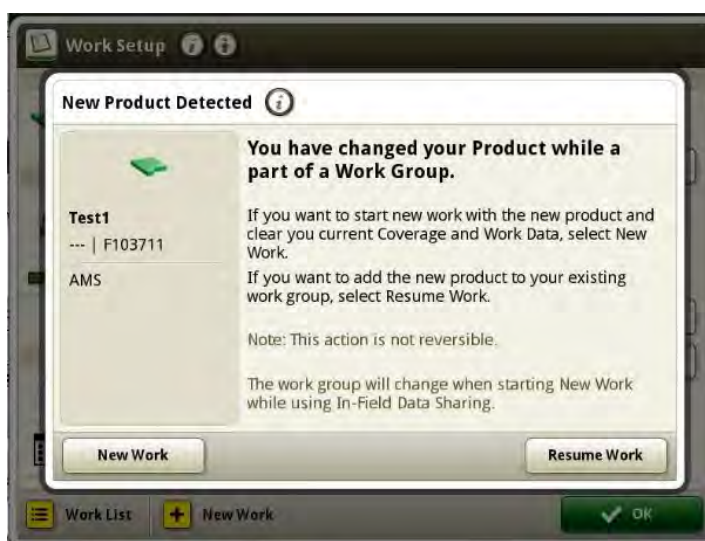 Work Setup
New Product Detected
You have changed your Product while a
part of a Work Group.
Test1
--- | F103711
AMS
If you want to start new work with the new product and
clear you current Coverage and Work Data, select New
Work.
If you want to add the new product to your existing
work group, select Resume Work.
Note: This action is not reversible.
The work group will change when starting New Work
while using In-Field Data Sharing.
New Work
Resume Work
Work List
New Work
OK